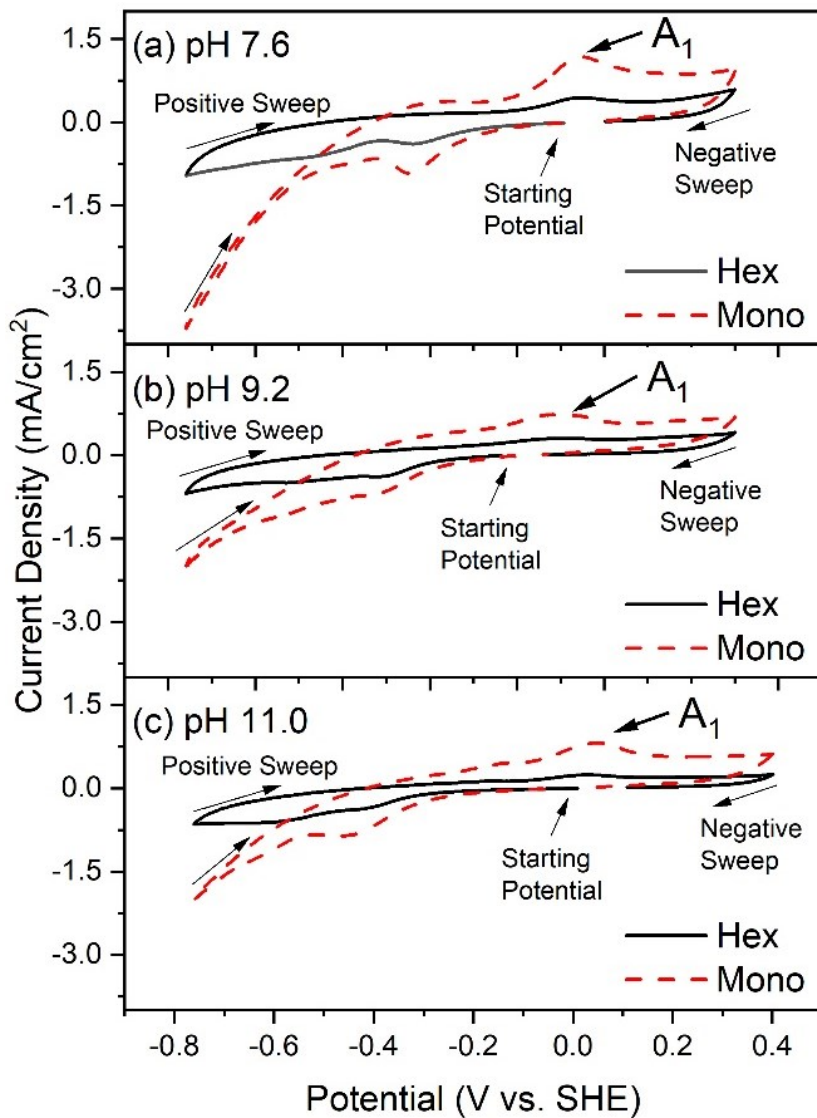 Current Density (mA/cm²)
(a) pH 7.6
A₁
1.5
Positive Sweep
0.0
Negative
Sweep
Starting
Potential
-1.5
Hex
-3.0
Mono
(b) pH 9.2
A₁
1.5
Positive Sweep
0.0
Negative
Sweep
Starting
Potential
-1.5
Hex
-3.0
Mono
(c) pH 11.0
A₁
1.5
Positive Sweep
0.0
Negative
Sweep
Starting
Potential
-1.5
Hex
-3.0
Mono
-0.8 -0.6 -0.4 -0.2 0.0 0.2 0.4
Potential (V vs. SHE)